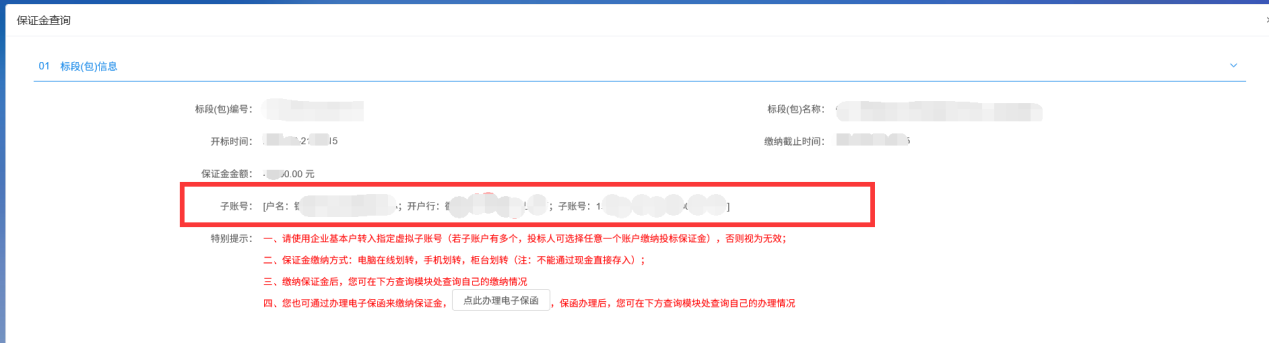 保证金查询
01 标段(包)信息
标段(包)编号：
标段(包)名称：
开标时间：
缴纳截止时间：
保证金金额： 0.00 元
子账号： [户名： ；开户行： ；子账号： ]
特别提示： 一、请使用企业基本户转入指定虚拟子账号（若子账户有多个，投标人可选择任意一个账户缴纳投标保证金），否则视为无效；
二、保证金缴纳方式：电脑在线划转，手机划转，柜台划转（注：不能通过现金直接存入）；
三、缴纳保证金后，您可在下方查询模块处查询自己的缴纳情况
四、您也可通过办理电子保函来缴纳保证金， 点此办理电子保函 ，保函办理后，您可在下方查询模块处查询自己的办理情况